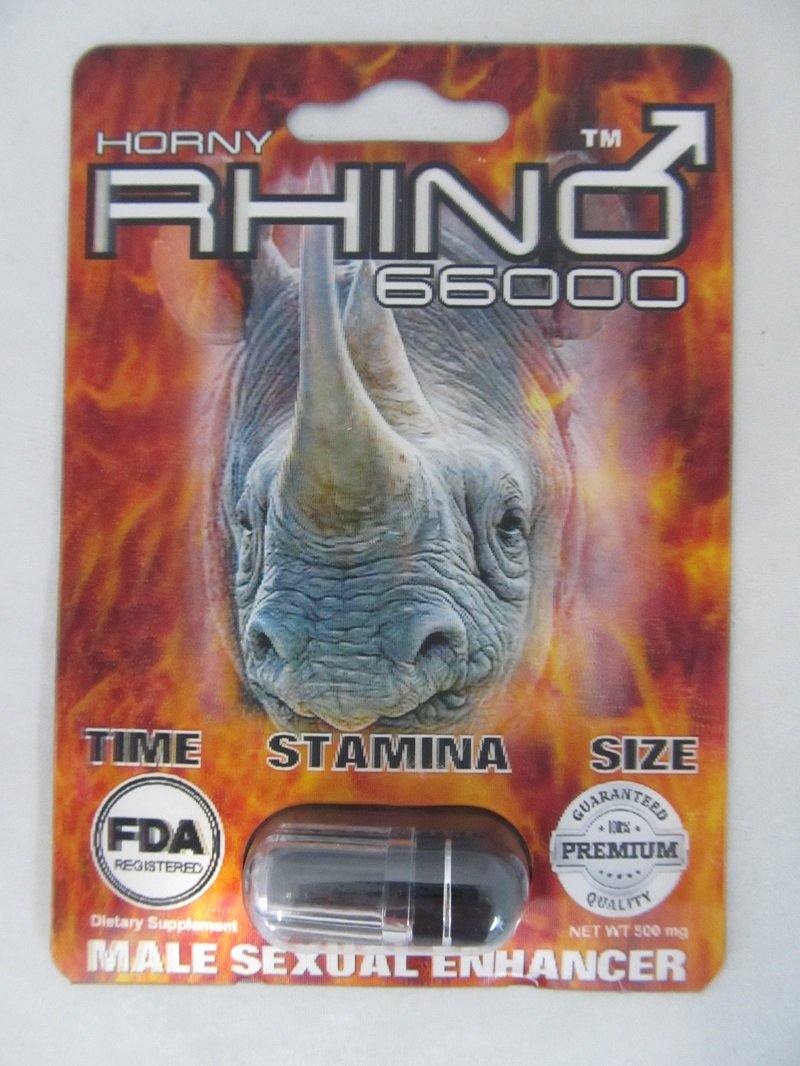 HORNY
RHINO TM
66000
TIME STAMINA SIZE
FDA
REGISTERED
GUARANTEED
100%
PREMIUM
QUALITY
Dietary Supplement
NET WT 500 mg
MALE SEXUAL ENHANCER